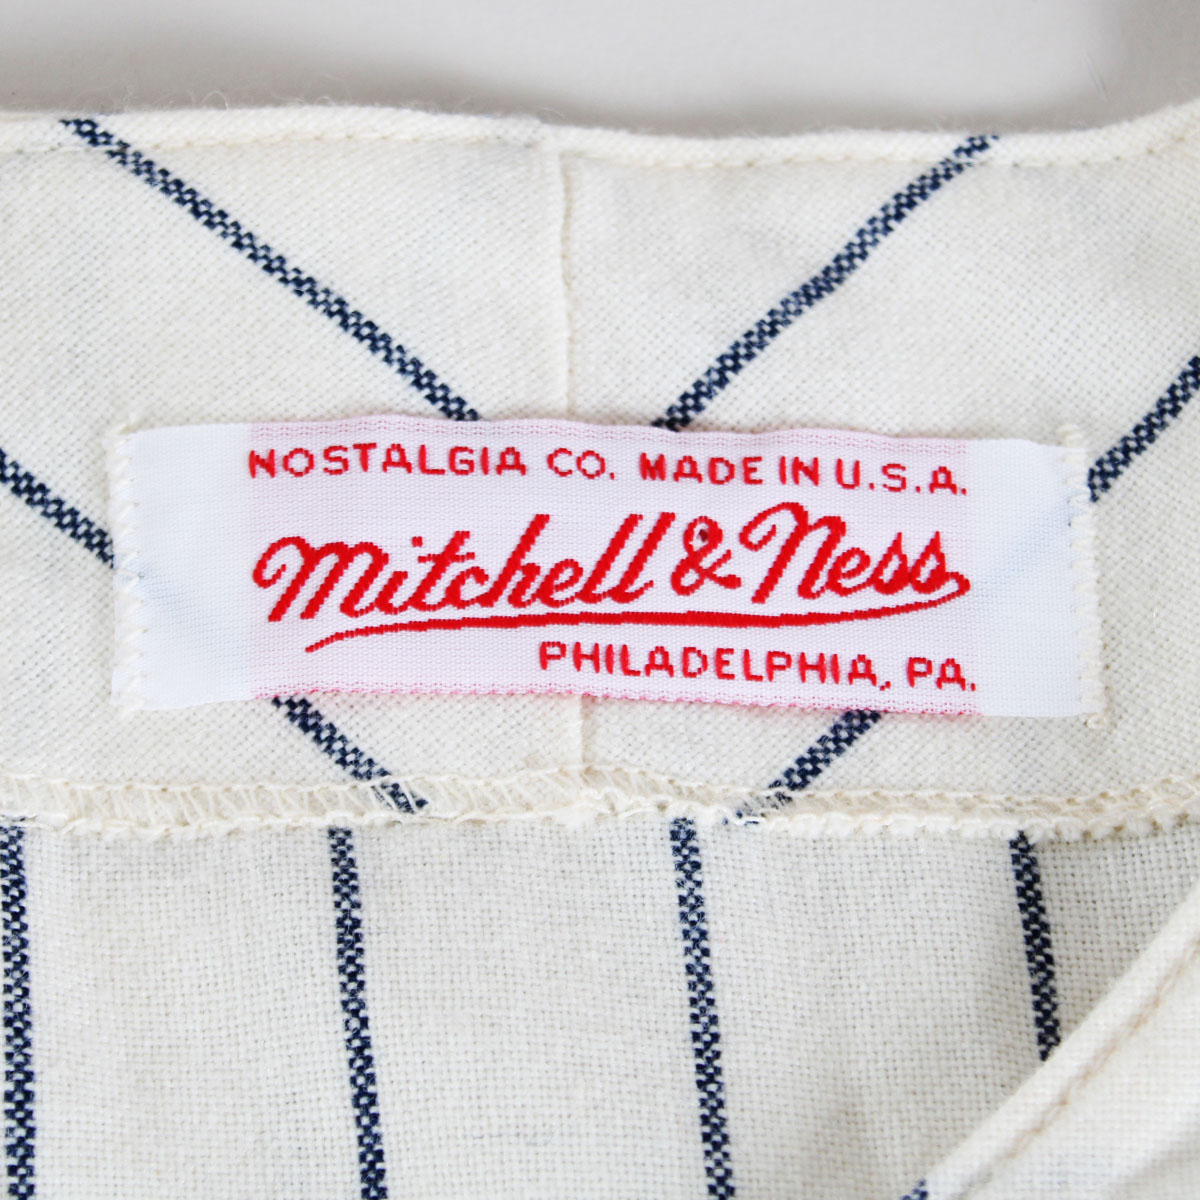 NOSTALGIA CO. MADE IN U.S.A.
Mitchell & Ness
PHILADELPHIA, PA.